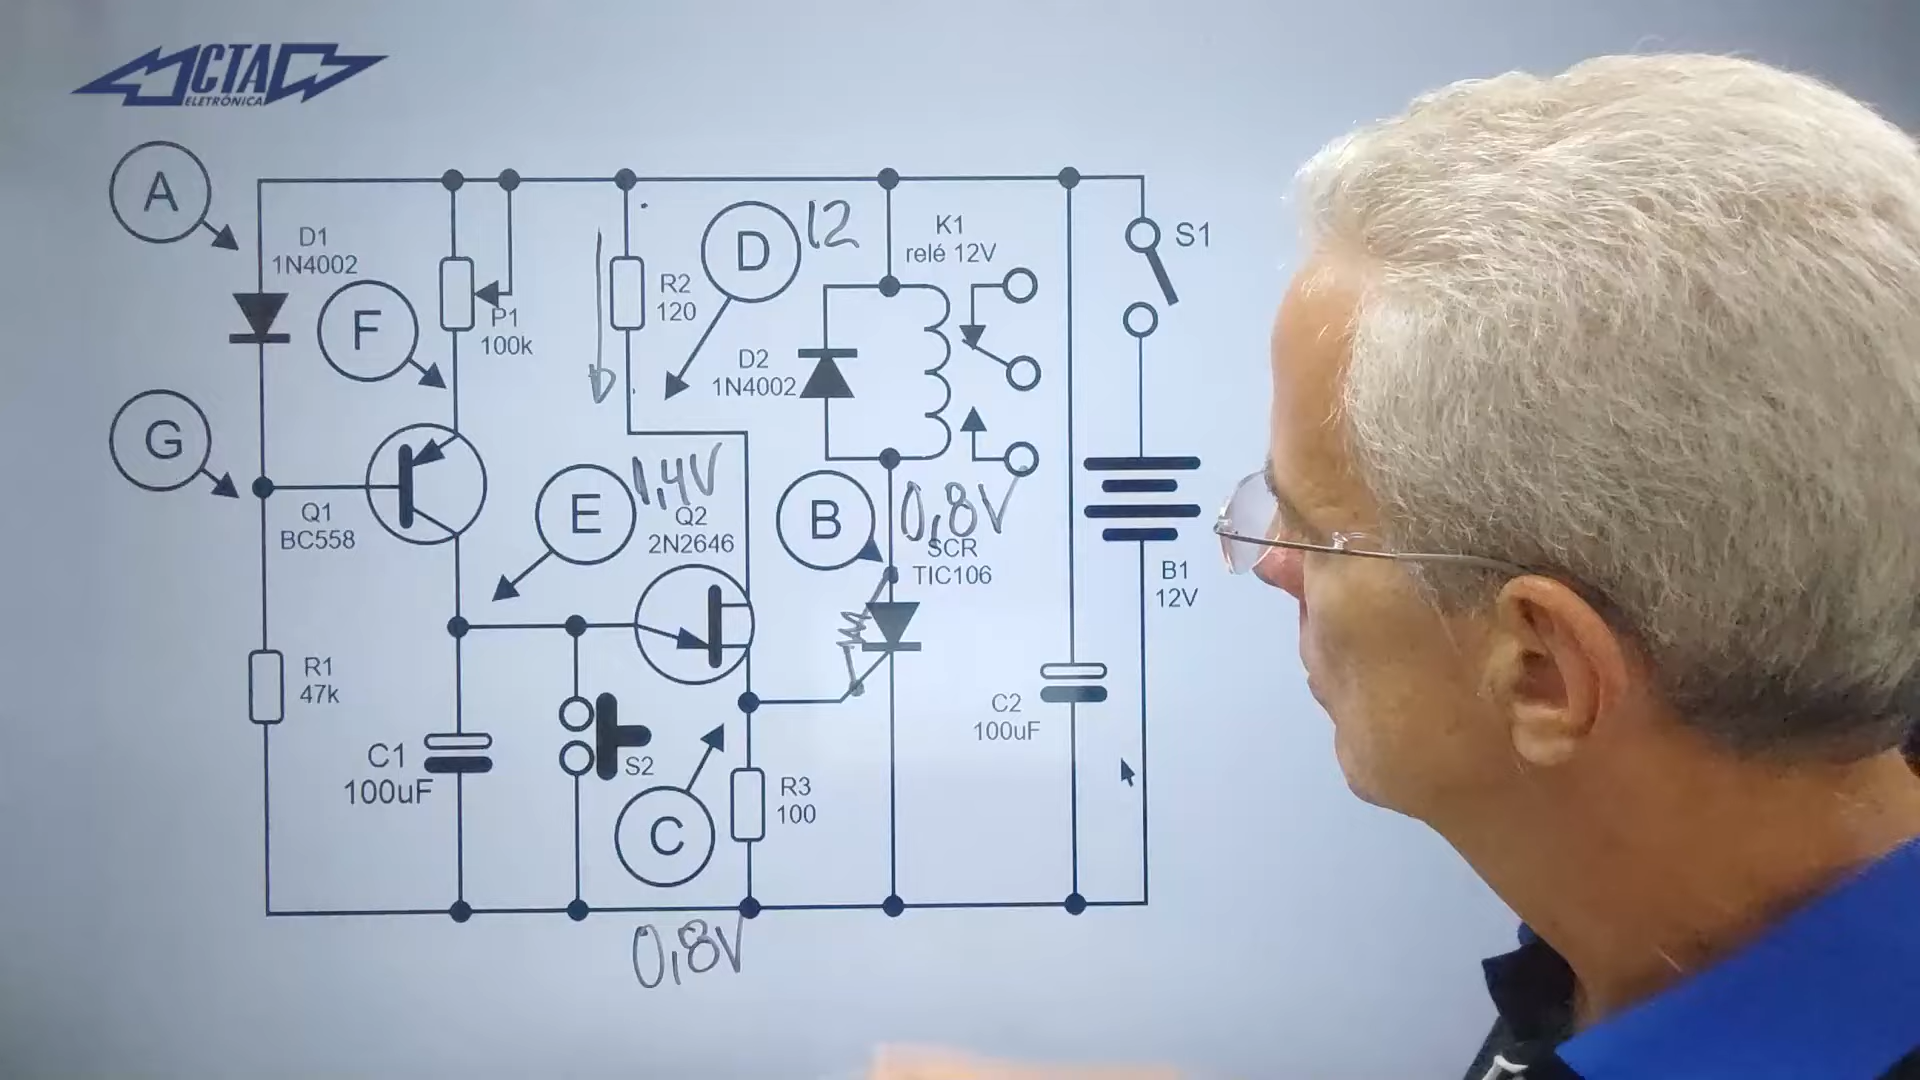 CTA
ELETRÔNICA
A
D1
1N4002
F
P1
100k
R2
120
D
12
K1
relé 12V
S1
D2
1N4002
G
Q1
BC558
E
1,4V
Q2
2N2646
B
0,8V
SCR
TIC106
B1
12V
R1
47k
C1
100uF
S2
C
R3
100
C2
100uF
0,8V